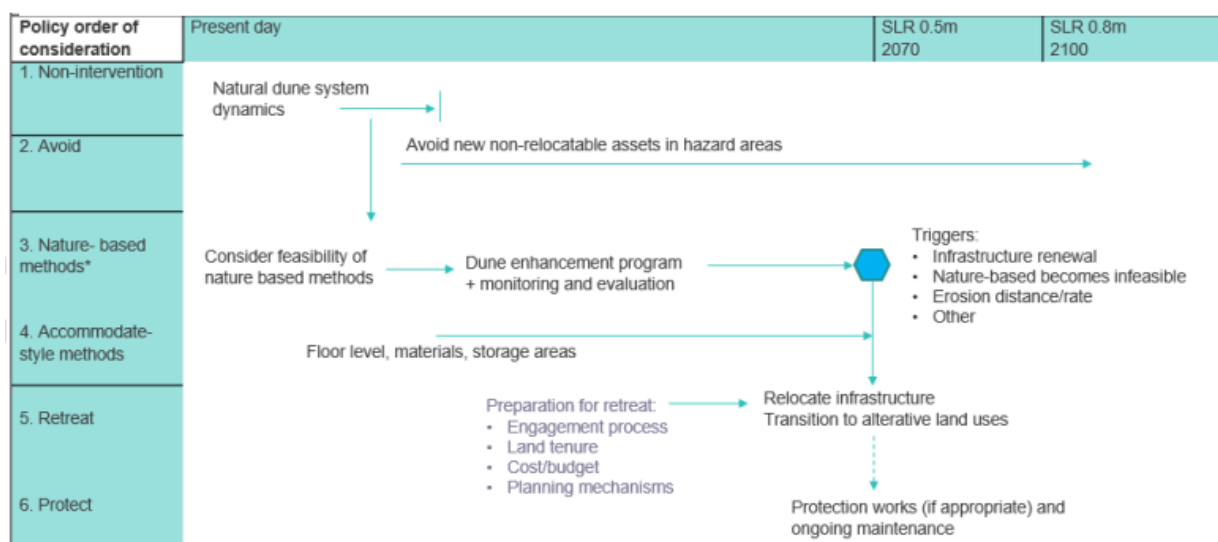 Policy order of
consideration
Present day
SLR 0.5m
2070
SLR 0.8m
2100
1. Non-intervention
Natural dune system
dynamics
2. Avoid
Avoid new non-relocatable assets in hazard areas
3. Nature- based
methods*
Consider feasibility of
nature based methods
Dune enhancement program
+ monitoring and evaluation
Triggers:
• Infrastructure renewal
• Nature-based becomes infeasible
• Erosion distance/rate
• Other
4. Accommodate-
style methods
Floor level, materials, storage areas
5. Retreat
Preparation for retreat:
• Engagement process
• Land tenure
• Cost/budget
• Planning mechanisms
Relocate infrastructure
Transition to alterative land uses
6. Protect
Protection works (if appropriate) and
ongoing maintenance